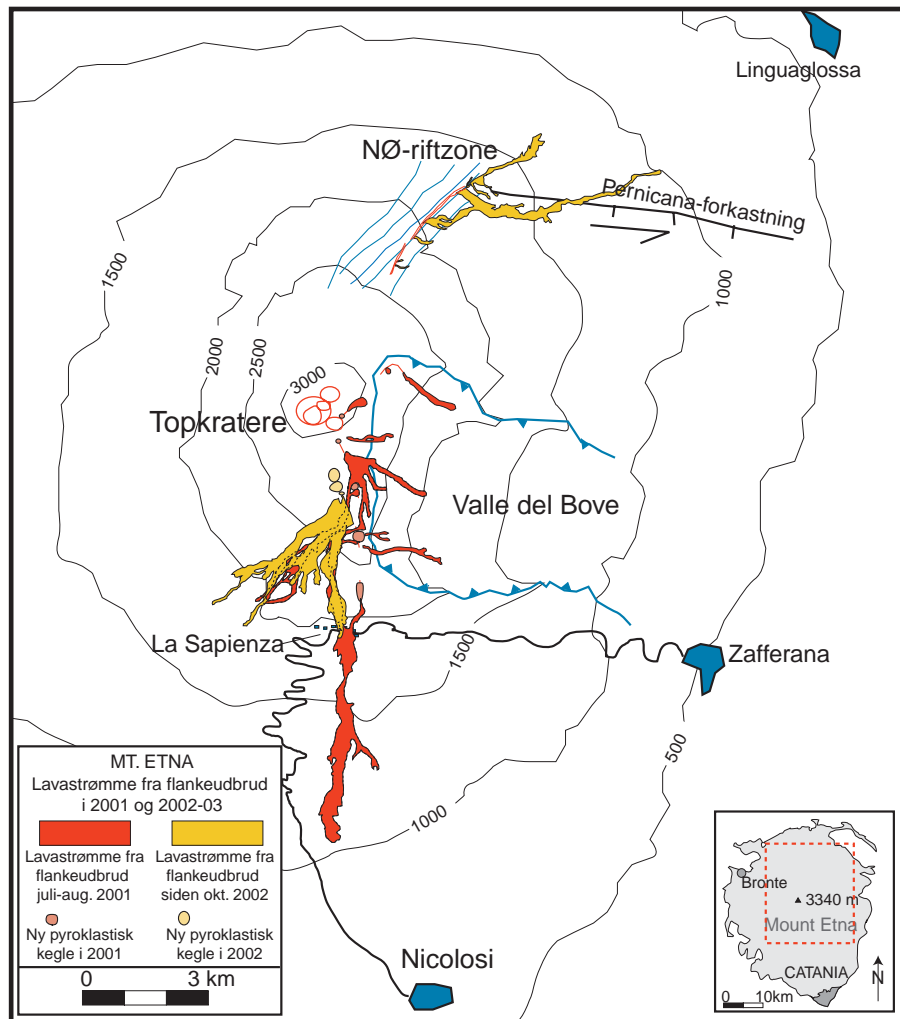 Linguaglossa
NØ-riftzone
Pernicana-forkastning
1500
1000
2000
2500
3000
Topkratere
Valle del Bove
La Sapienza
1500
Zafferana
500
1000
MT. ETNA
Lavastrømme fra flankeudbrud
i 2001 og 2002-03
Lavastrømme fra
flankeudbrud
juli-aug. 2001
Lavastrømme fra
flankeudbrud
siden okt. 2002
Ny pyroklastisk
kegle i 2001
Ny pyroklastisk
kegle i 2002
0 3 km
Nicolosi
Bronte
3340 m
Mount Etna
CATANIA
N
0 10km